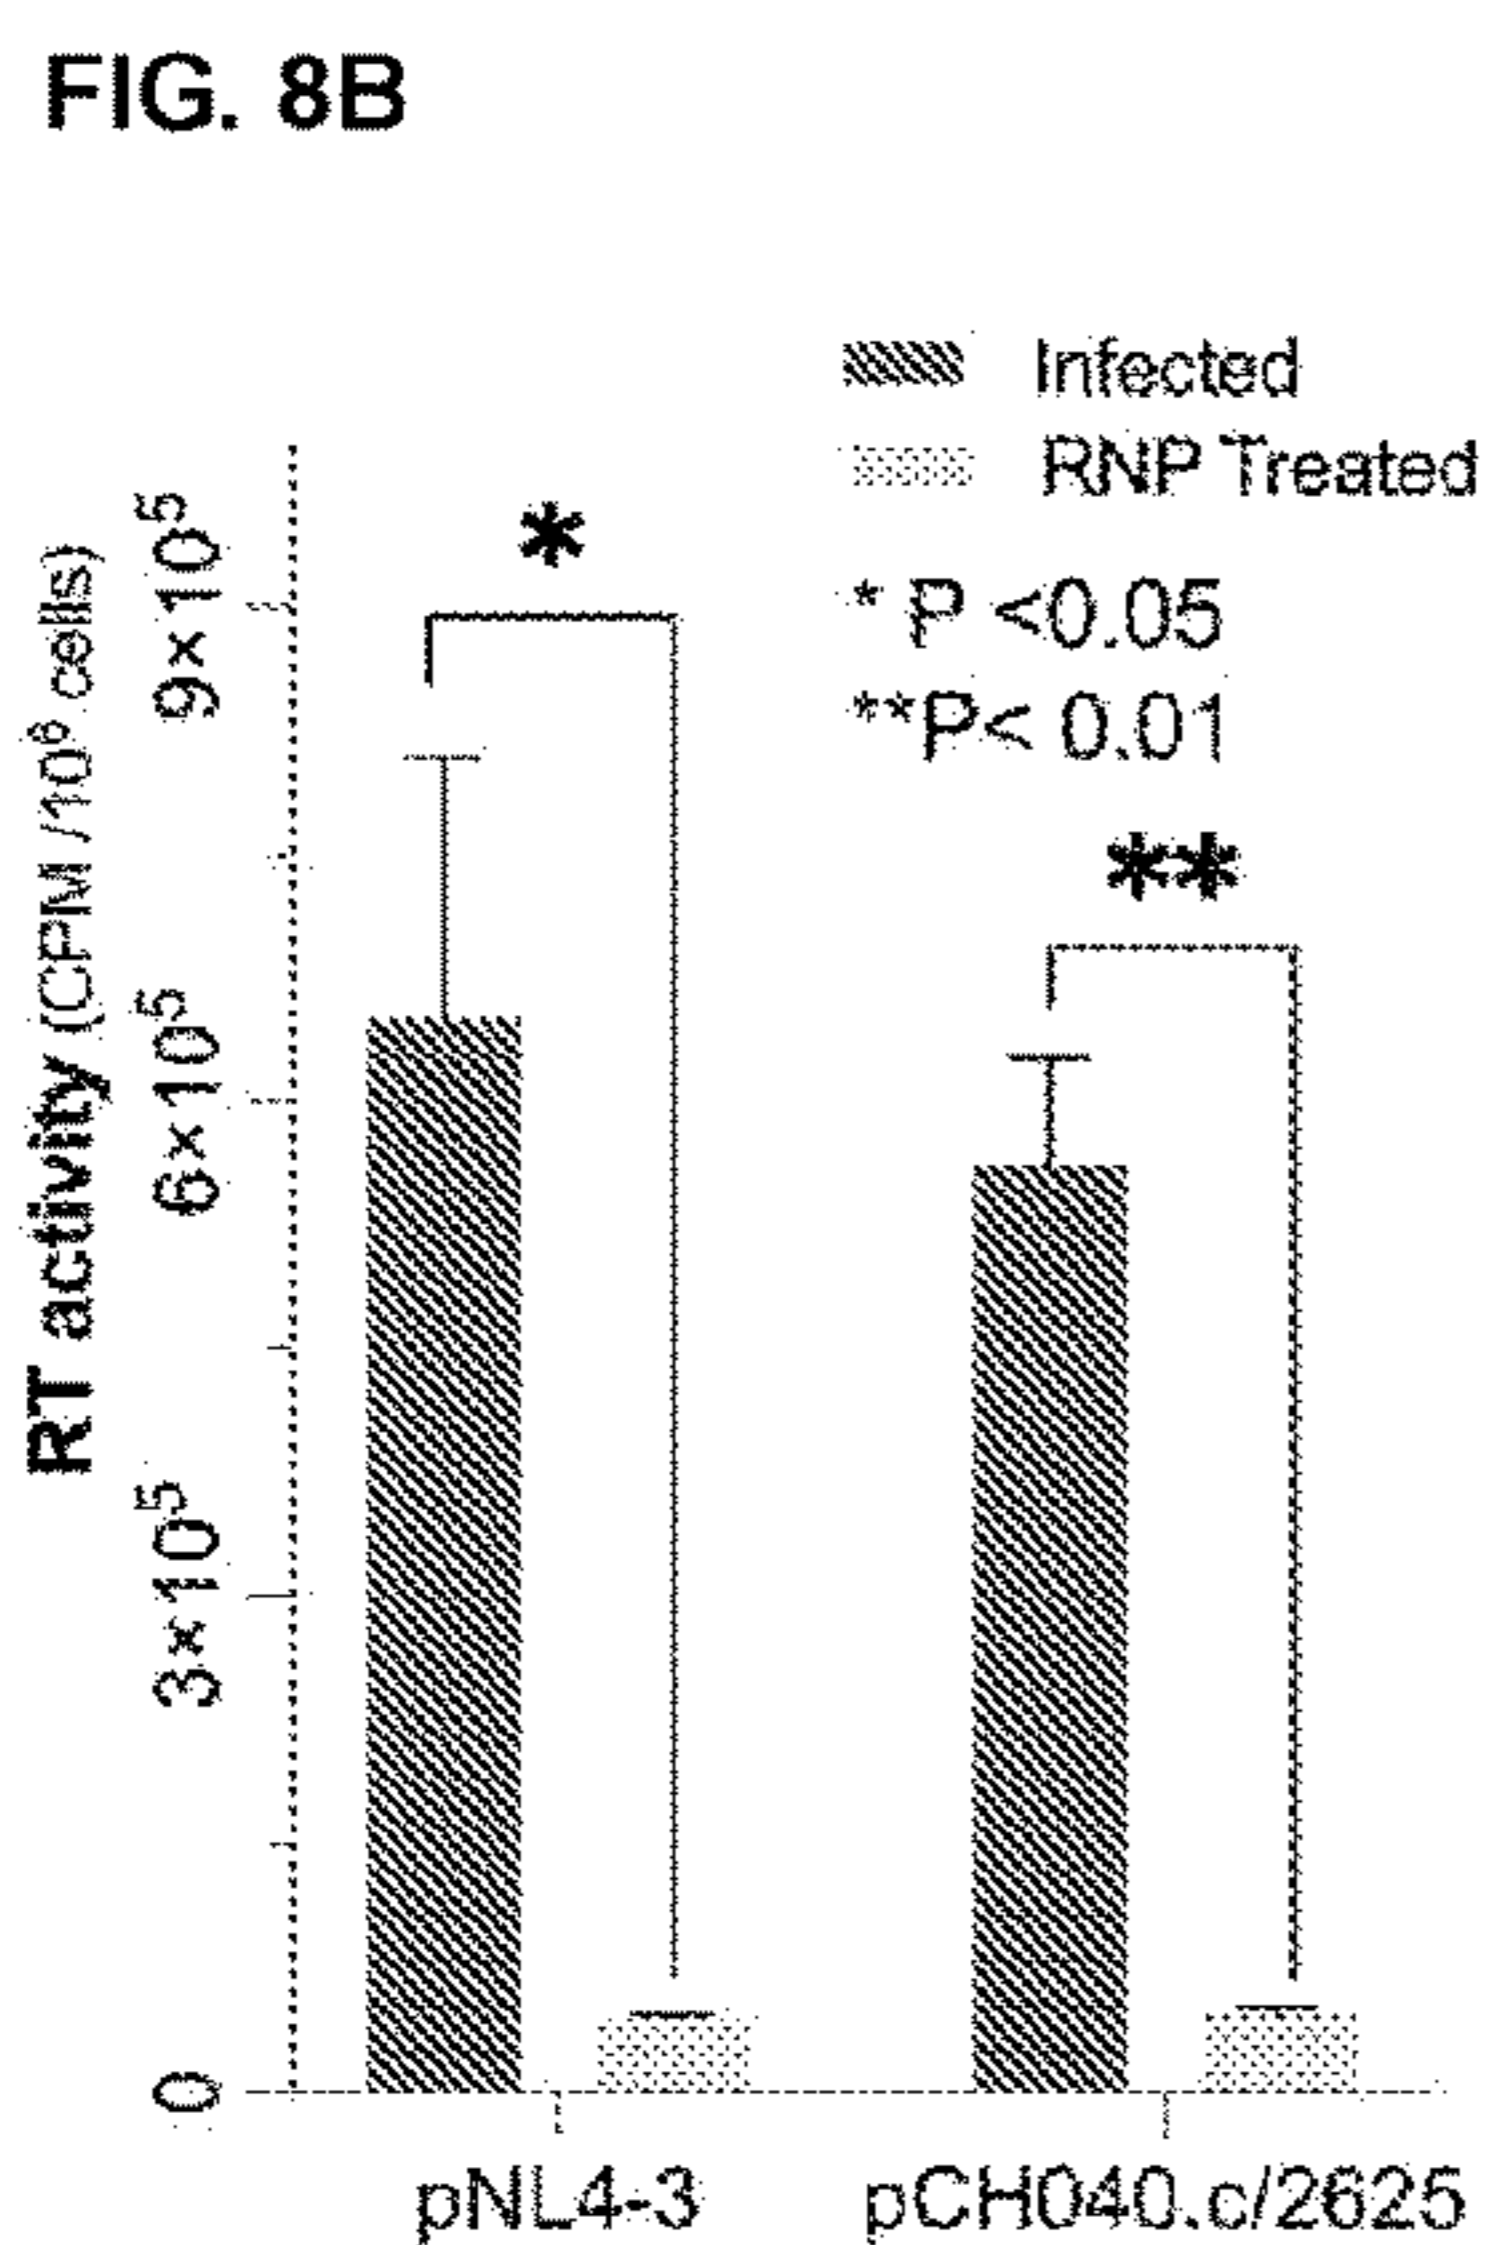 FIG. 8B
Infected
RNP Treated
* P <0.05
**P< 0.01
*
**
RT activity (CPM /10⁶ cells)
9×10⁵
6×10⁵
3×10⁵
0
pNL4-3
pCH040.c/2625